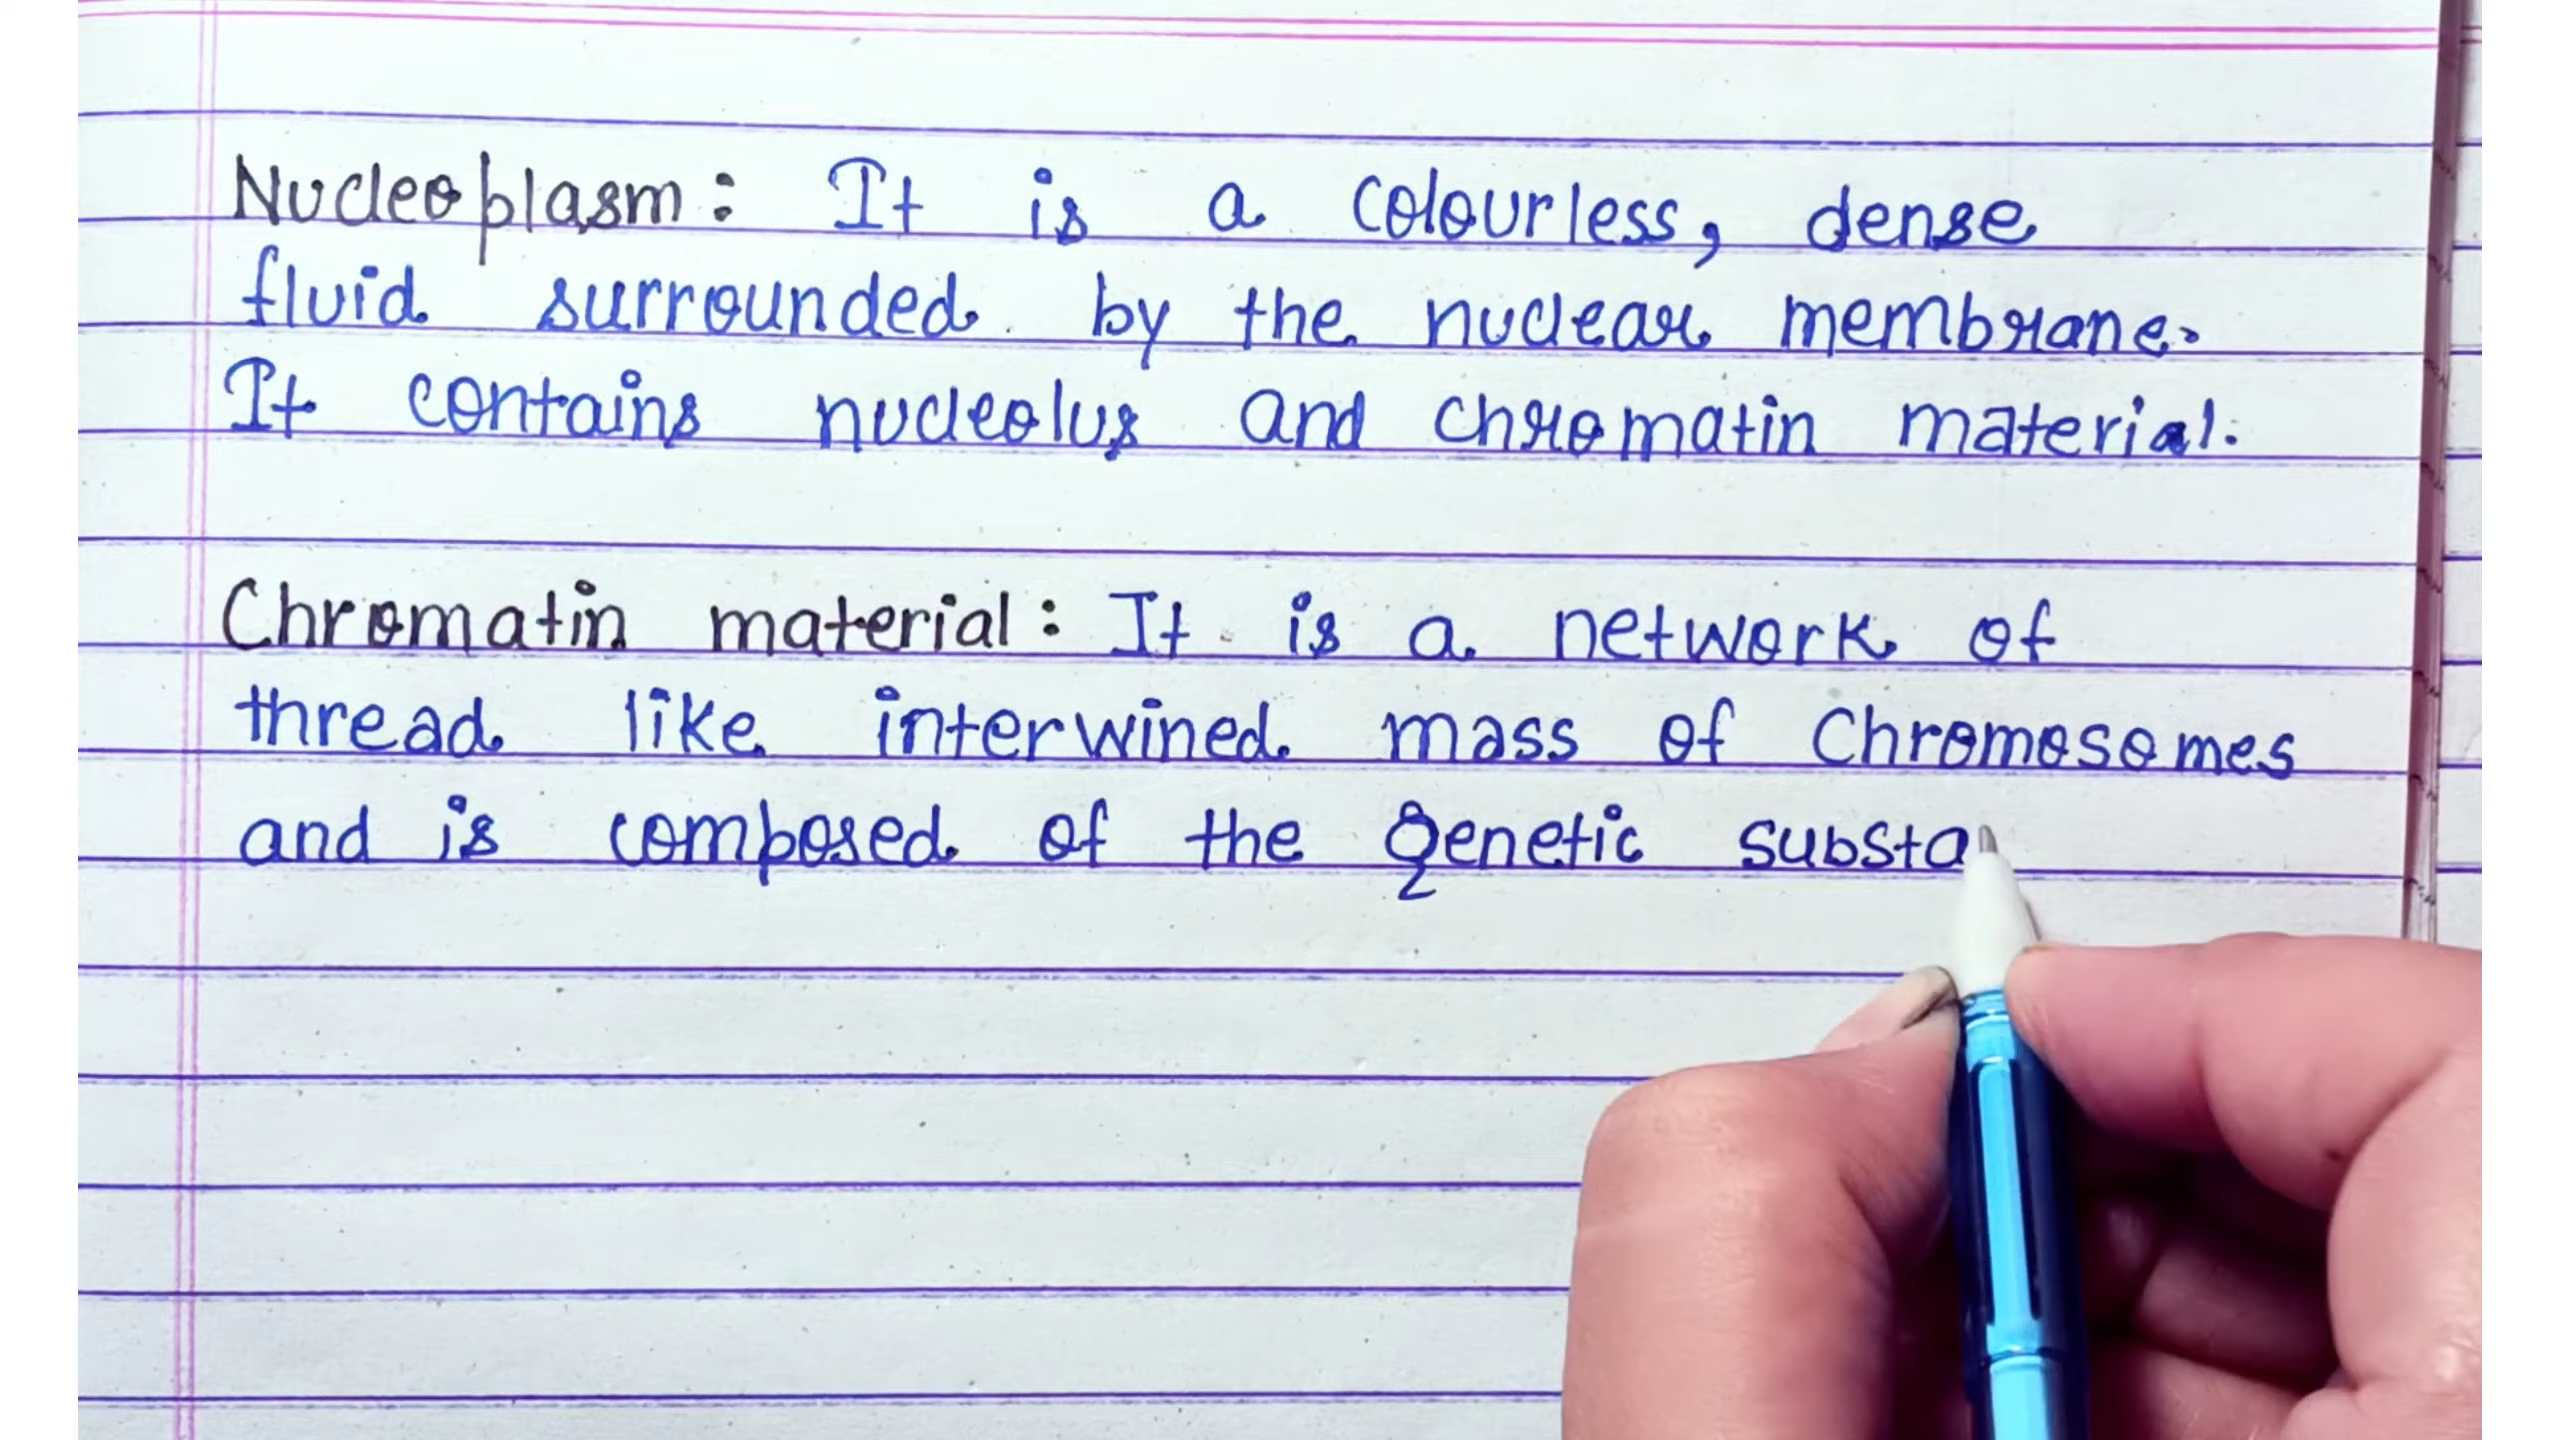 Nucleoplasm: It is a colourless, dense
fluid surrounded by the nuclear membrane.
It contains nucleolus and chromatin material.
Chromatin material: It is a network of
thread like interwined mass of Chromosomes
and is composed of the genetic substa